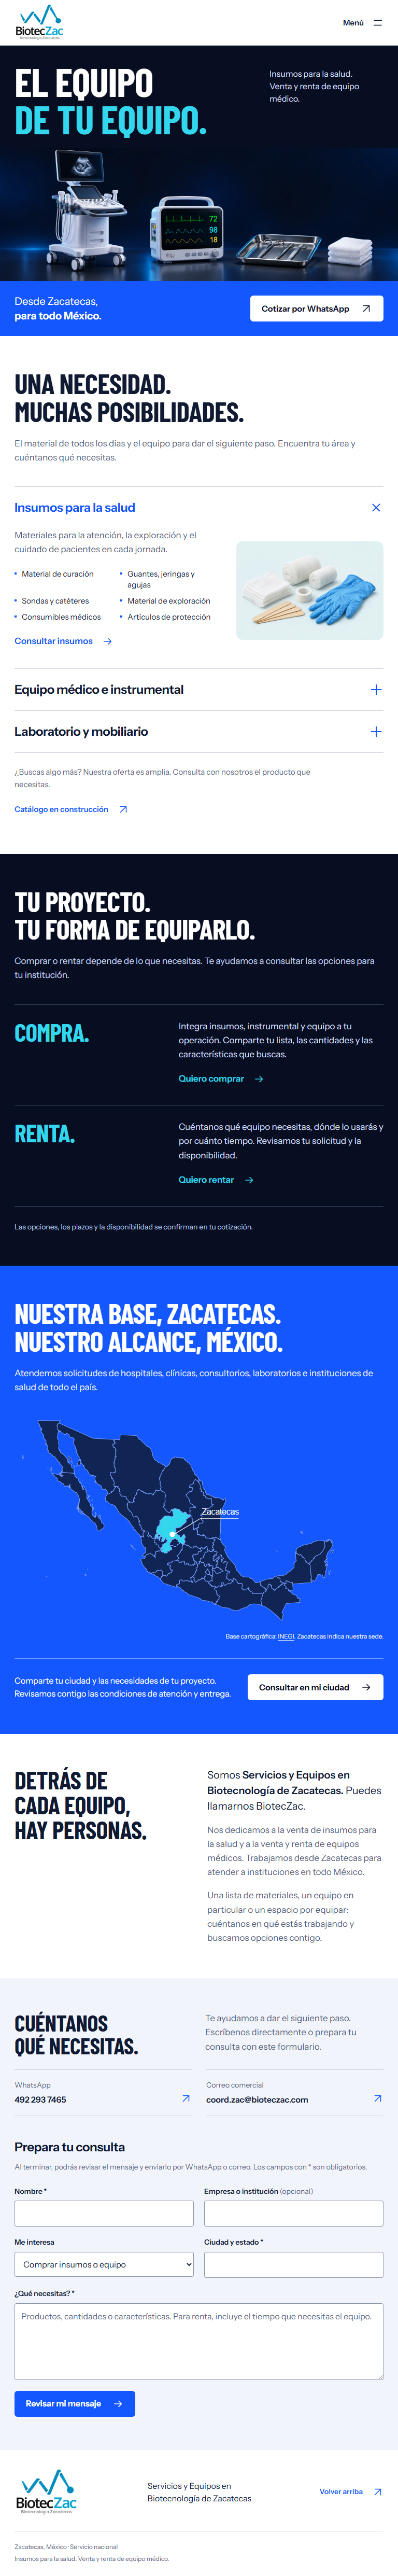 BiotecZac
Biotecnología Zacatecas
Menú
EL EQUIPO
DE TU EQUIPO.
Insumos para la salud.
Venta y renta de equipo
médico.
72
98
18
Desde Zacatecas,
para todo México.
Cotizar por WhatsApp
UNA NECESIDAD.
MUCHAS POSIBILIDADES.
El material de todos los días y el equipo para dar el siguiente paso. Encuentra tu área y
cuéntanos qué necesitas.
Insumos para la salud
Materiales para la atención, la exploración y el
cuidado de pacientes en cada jornada.
Material de curación
Guantes, jeringas y
agujas
Sondas y catéteres
Material de exploración
Consumibles médicos
Artículos de protección
Consultar insumos
Equipo médico e instrumental
Laboratorio y mobiliario
¿Buscas algo más? Nuestra oferta es amplia. Consulta con nosotros el producto que
necesitas.
Catálogo en construcción
TU PROYECTO.
TU FORMA DE EQUIPARLO.
Comprar o rentar depende de lo que necesitas. Te ayudamos a consultar las opciones para
tu institución.
COMPRA.
Integra insumos, instrumental y equipo a tu
operación. Comparte tu lista, las cantidades y las
características que buscas.
Quiero comprar
RENTA.
Cuéntanos qué equipo necesitas, dónde lo usarás y
por cuánto tiempo. Revisamos tu solicitud y la
disponibilidad.
Quiero rentar
Las opciones, los plazos y la disponibilidad se confirman en tu cotización.
NUESTRA BASE, ZACATECAS.
NUESTRO ALCANCE, MÉXICO.
Atendemos solicitudes de hospitales, clínicas, consultorios, laboratorios e instituciones de
salud de todo el país.
Zacatecas
Base cartográfica: INEGI. Zacatecas indica nuestra sede.
Comparte tu ciudad y las necesidades de tu proyecto.
Revisamos contigo las condiciones de atención y entrega.
Consultar en mi ciudad
DETRÁS DE
CADA EQUIPO,
HAY PERSONAS.
Somos Servicios y Equipos en
Biotecnología de Zacatecas. Puedes
llamarnos BiotecZac.
Nos dedicamos a la venta de insumos para
la salud y a la venta y renta de equipos
médicos. Trabajamos desde Zacatecas para
atender a instituciones en todo México.
Una lista de materiales, un equipo en
particular o un espacio por equipar:
cuéntanos en qué estás trabajando y
buscamos opciones contigo.
CUÉNTANOS
QUÉ NECESITAS.
Te ayudamos a dar el siguiente paso.
Escríbenos directamente o prepara tu
consulta con este formulario.
WhatsApp
492 293 7465
Correo comercial
coord.zac@bioteczac.com
Prepara tu consulta
Al terminar, podrás revisar el mensaje y enviarlo por WhatsApp o correo. Los campos con * son obligatorios.
Nombre *
Empresa o institución (opcional)
Me interesa
Comprar insumos o equipo
Ciudad y estado *
¿Qué necesitas? *
Productos, cantidades o características. Para renta, incluye el tiempo que necesitas el equipo.
Revisar mi mensaje
BiotecZac
Biotecnología Zacatecas
Servicios y Equipos en
Biotecnología de Zacatecas
Volver arriba
Zacatecas, México · Servicio nacional
Insumos para la salud. Venta y renta de equipo médico.